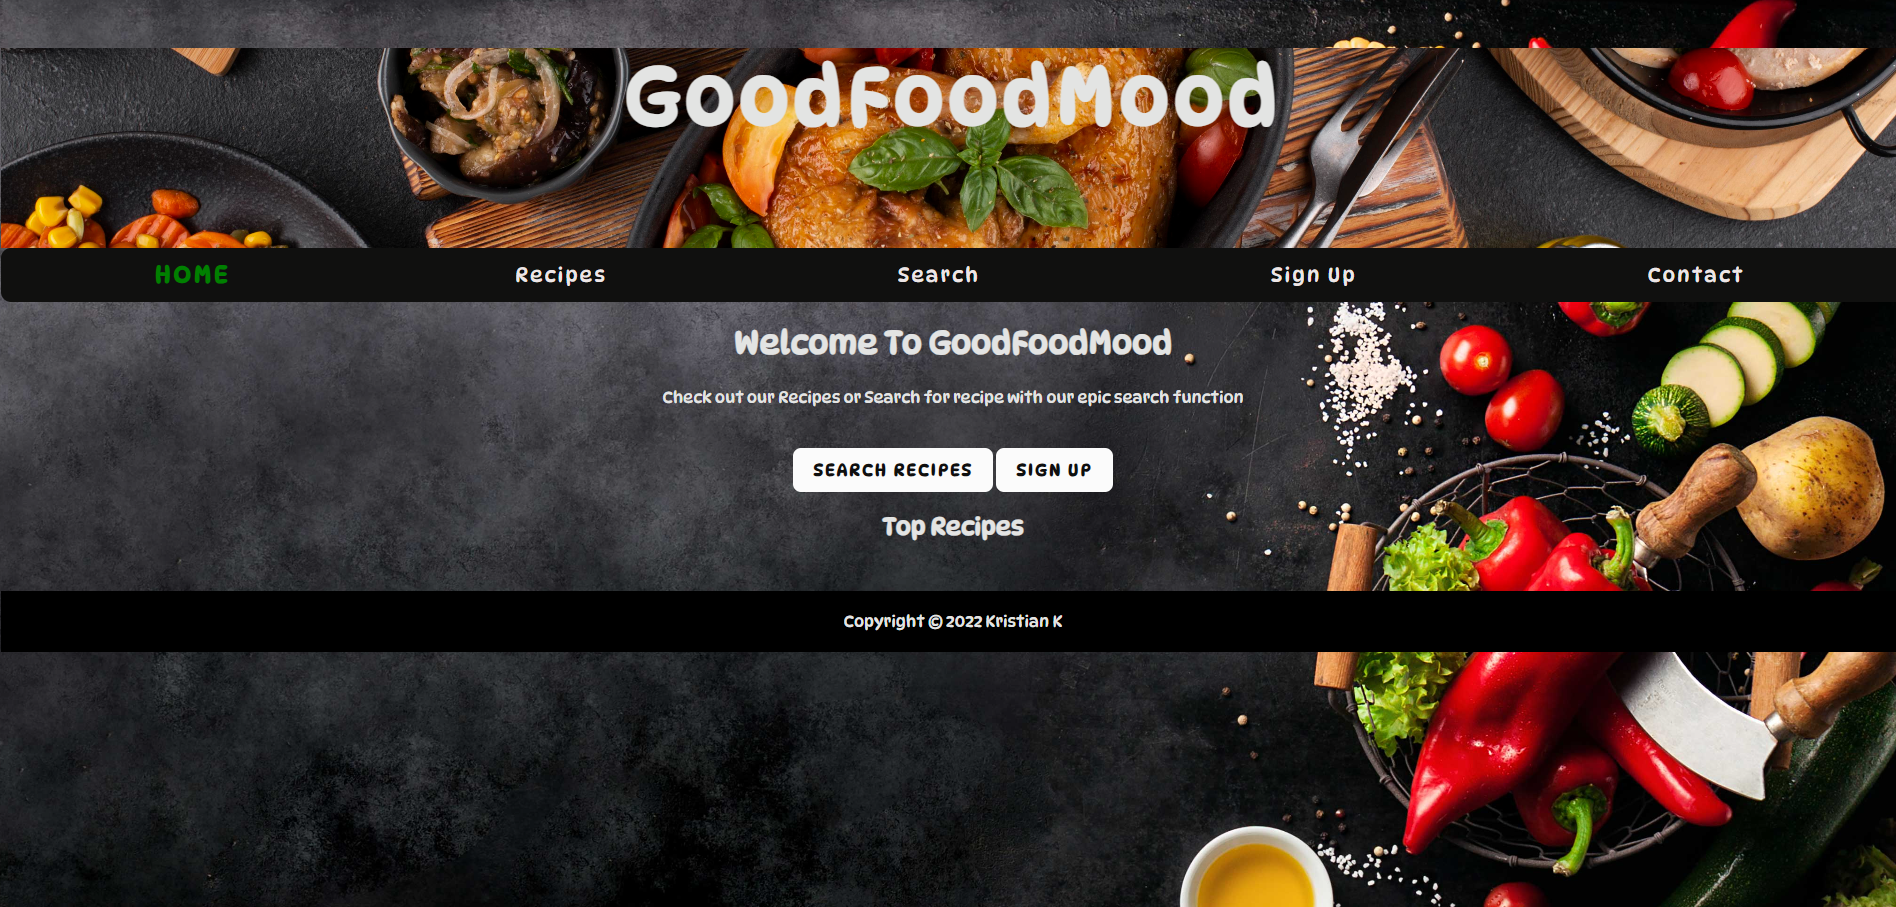 GoodFoodMood
HOME Recipes Search Sign Up Contact
Welcome To GoodFoodMood
Check out our Recipes or Search for recipe with our epic search function
SEARCH RECIPES SIGN UP
Top Recipes
Copyright © 2022 Kristian K